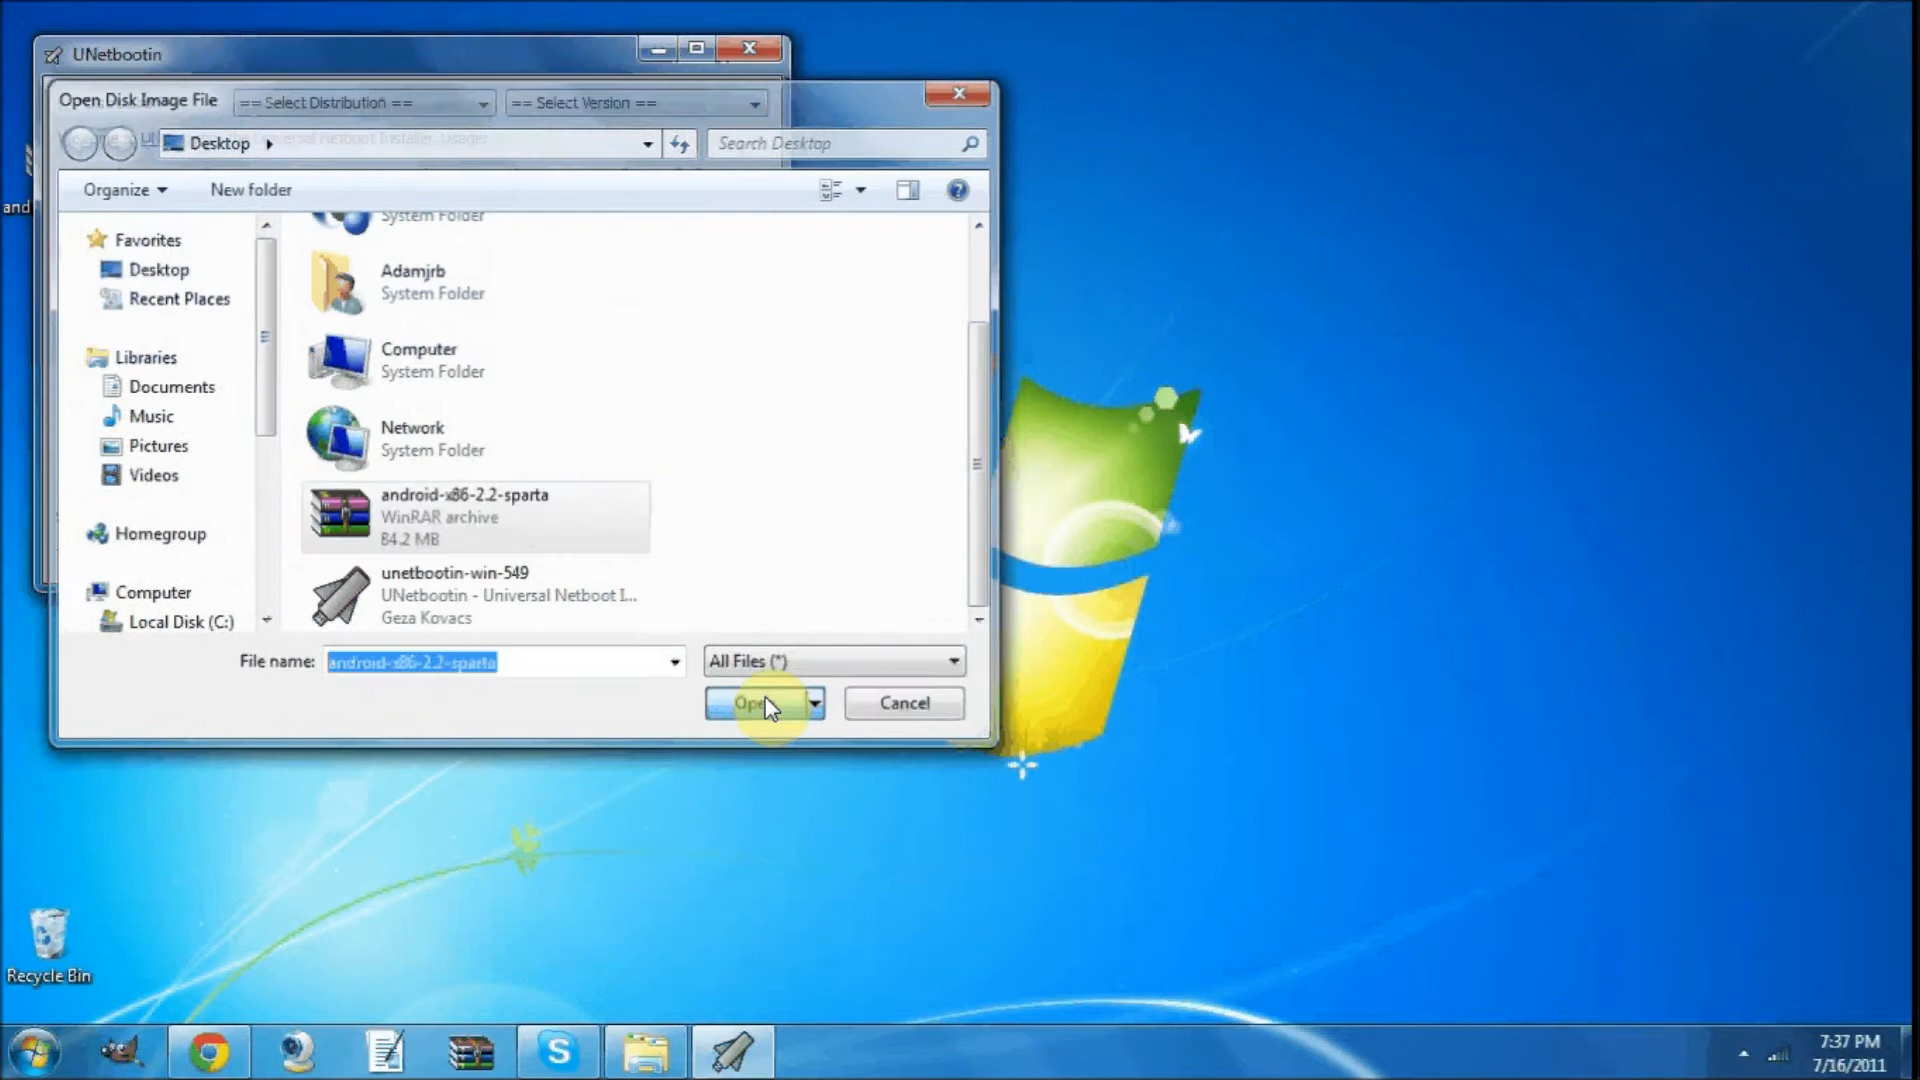 UNetbootin
Open Disk Image File
== Select Distribution ==
== Select Version ==
Desktop
Search Desktop
Organize
New folder
Favorites
Desktop
Recent Places
Libraries
Documents
Music
Pictures
Videos
Homegroup
Computer
Local Disk (C:)
System Folder
Adamjrb
System Folder
Computer
System Folder
Network
System Folder
android-x86-2.2-sparta
WinRAR archive
84.2 MB
unetbootin-win-549
UNetbootin - Universal Netboot I...
Geza Kovacs
File name:
android-x86-2.2-sparta
All Files (*)
Cancel
and
Recycle Bin
7:37 PM
7/16/2011